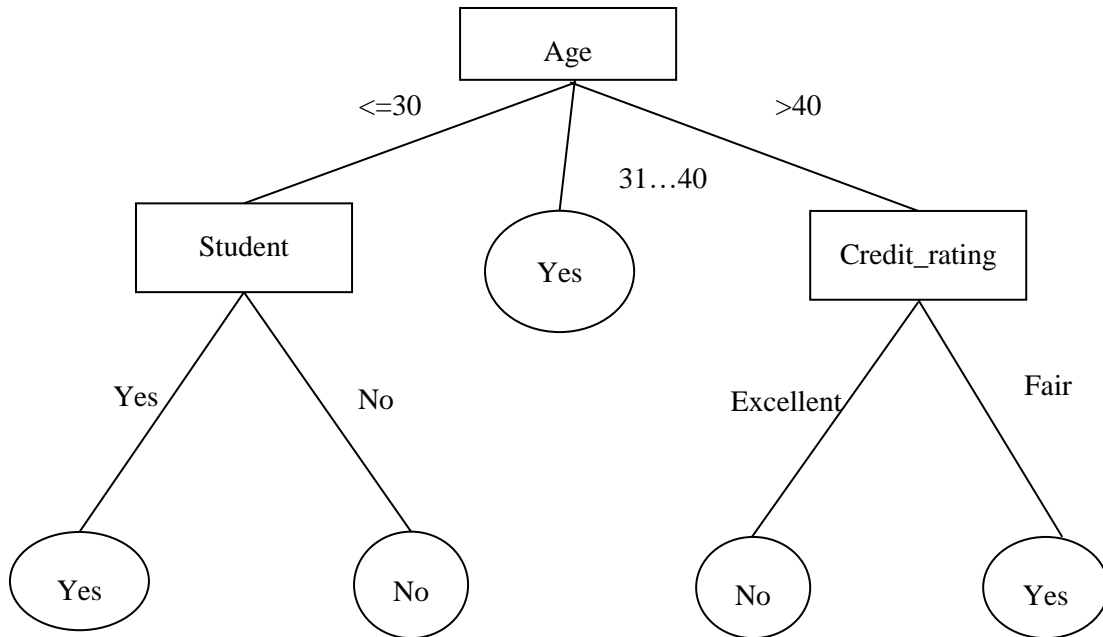 Age
<=30
>40
31…40
Student
Yes
Credit_rating
Yes
No
Excellent
Fair
Yes
No
No
Yes